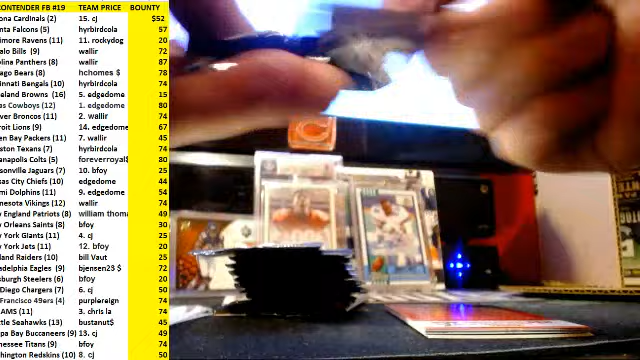 ONTENDER FB #19 TEAM PRICE BOUNTY
ona Cardinals (2) 15. cj $52
nta Falcons (5) hyrbirdcola 57
imore Ravens (11) 11. rockydog 20
alo Bills (9) wallir 72
olina Panthers (8) wallir 87
ago Bears (8) hchomes $ 78
innati Bengals (10) hyrbirdcola 74
eland Browns (16) 5. edgedome 15
as Cowboys (12) 1. edgedome 80
ver Broncos (11) 2. wallir 74
roit Lions (9) 14. edgedome 67
en Bay Packers (11) 7. wallir 45
ston Texans (7) hyrbirdcola 74
anapolis Colts (5) foreverroyal$ 80
sonville Jaguars (7) 10. bfoy 25
sas City Chiefs (10) edgedome 44
mi Dolphins (11) 9. edgedome 54
nesota Vikings (12) wallir 74
v England Patriots (8) william thoma 49
Orleans Saints (8) bfoy 30
v York Giants (11) 4. cj 25
v York Jets (11) 12. bfoy 20
land Raiders (10) bill Vaut 25
adelphia Eagles (9) bjensen23 $ 72
sburgh Steelers (2) bfoy 20
Diego Chargers (7) 6. cj 50
Francisco 49ers (4) purplereign 74
AMS (11) 3. chris la 74
ttle Seahawks (13) bustanut$ 45
pa Bay Buccaneers (9) 13. cj 49
nessee Titans (9) bfoy 74
hington Redskins (10) 8. cj 50